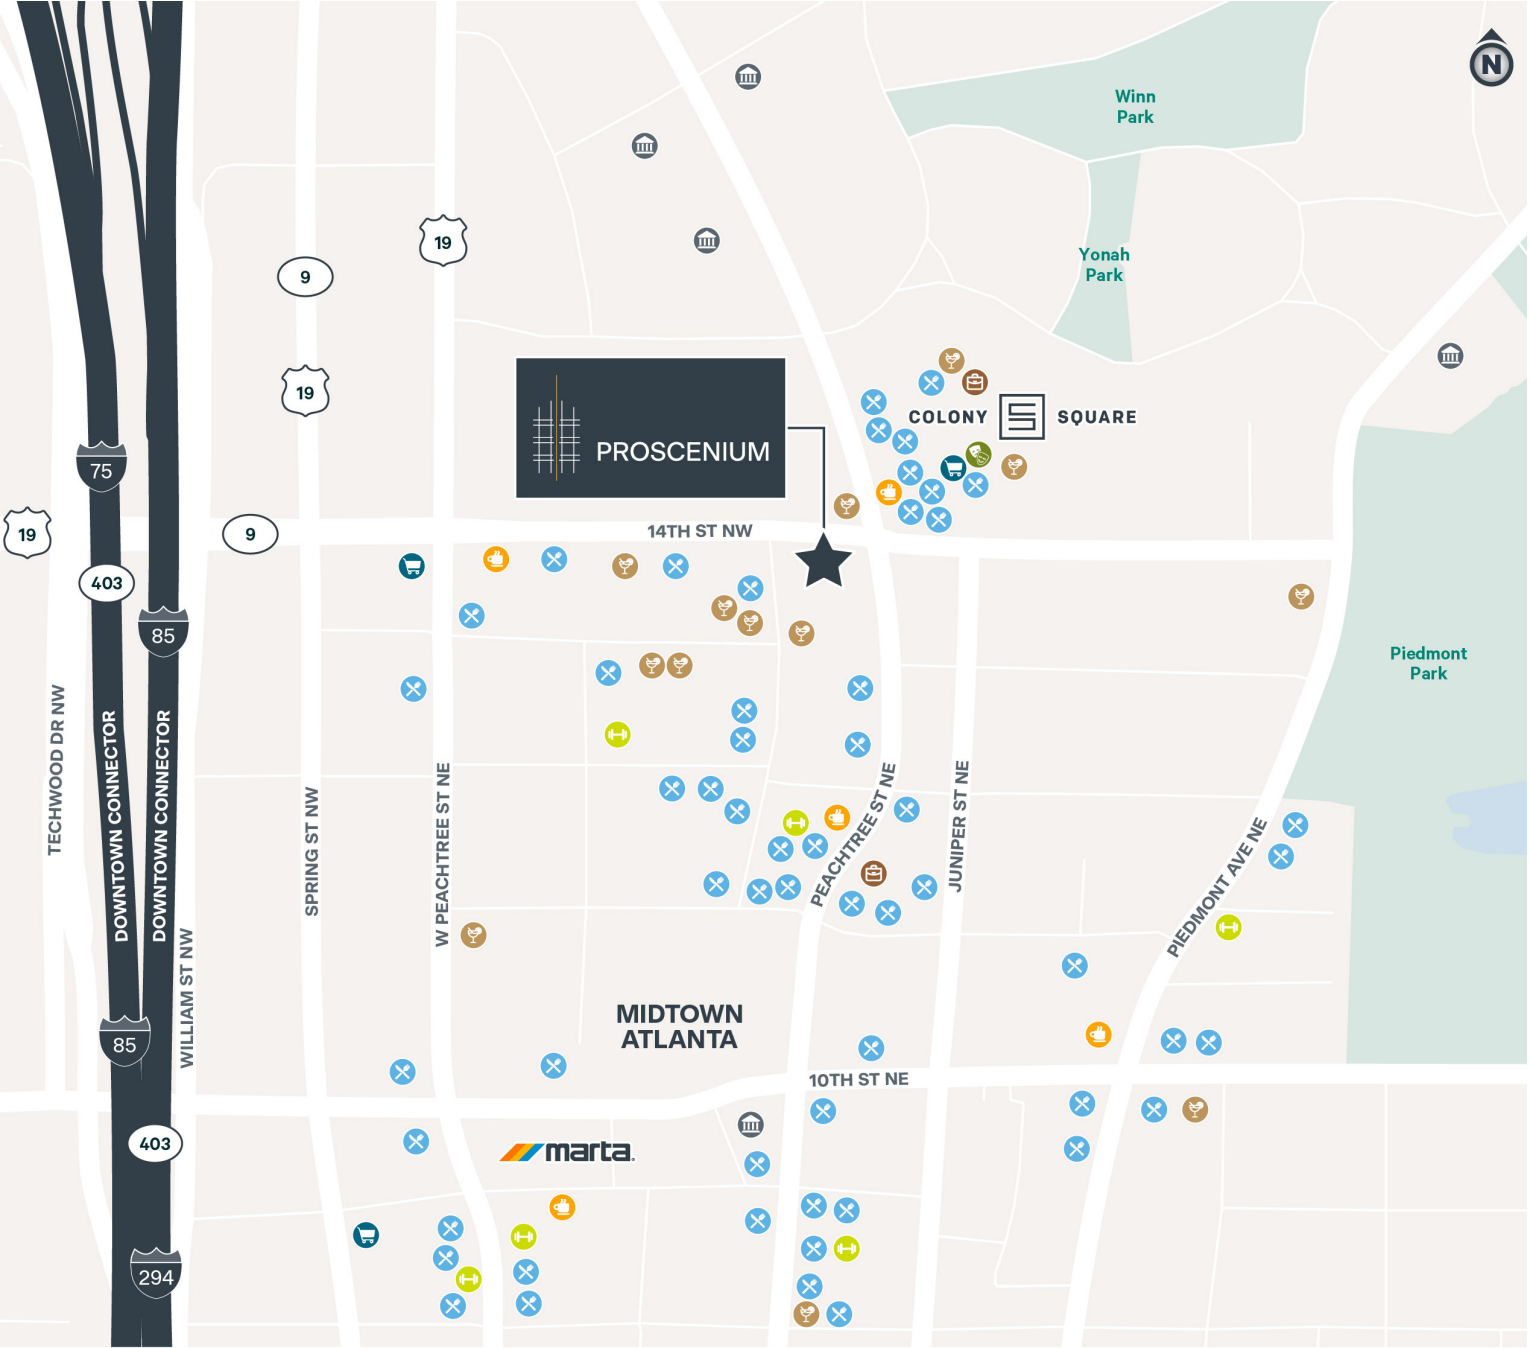 N
Winn
Park
19
Yonah
Park
9
19
COLONY SQUARE
PROSCENIUM
75
19
9
14TH ST NW
403
85
Piedmont
Park
TECHWOOD DR NW
DOWNTOWN CONNECTOR
DOWNTOWN CONNECTOR
SPRING ST NW
W PEACHTREE ST NE
PEACHTREE ST NE
JUNIPER ST NE
PIEDMONT AVE NE
WILLIAM ST NW
MIDTOWN
ATLANTA
85
10TH ST NE
403
marta
294